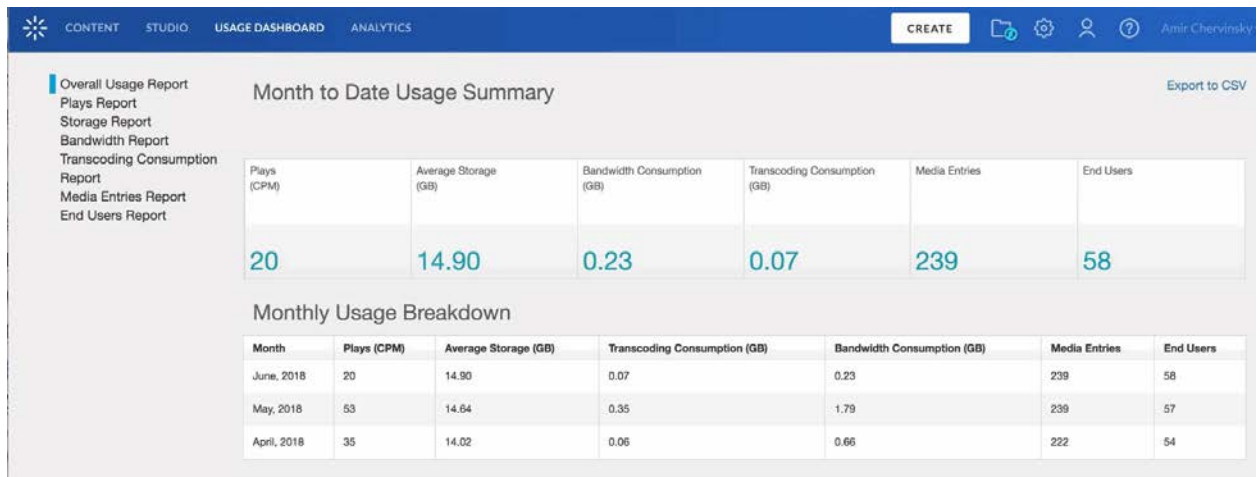 CONTENT STUDIO USAGE DASHBOARD ANALYTICS CREATE Amir Chervinsky
Overall Usage Report
Plays Report
Storage Report
Bandwidth Report
Transcoding Consumption
Report
Media Entries Report
End Users Report
Month to Date Usage Summary
Export to CSV
Plays
(CPM)
20
Average Storage
(GB)
14.90
Bandwidth Consumption
(GB)
0.23
Transcoding Consumption
(GB)
0.07
Media Entries
239
End Users
58
Monthly Usage Breakdown
Month Plays (CPM) Average Storage (GB) Transcoding Consumption (GB) Bandwidth Consumption (GB) Media Entries End Users
June, 2018 20 14.90 0.07 0.23 239 58
May, 2018 53 14.64 0.35 1.79 239 57
April, 2018 35 14.02 0.06 0.66 222 54